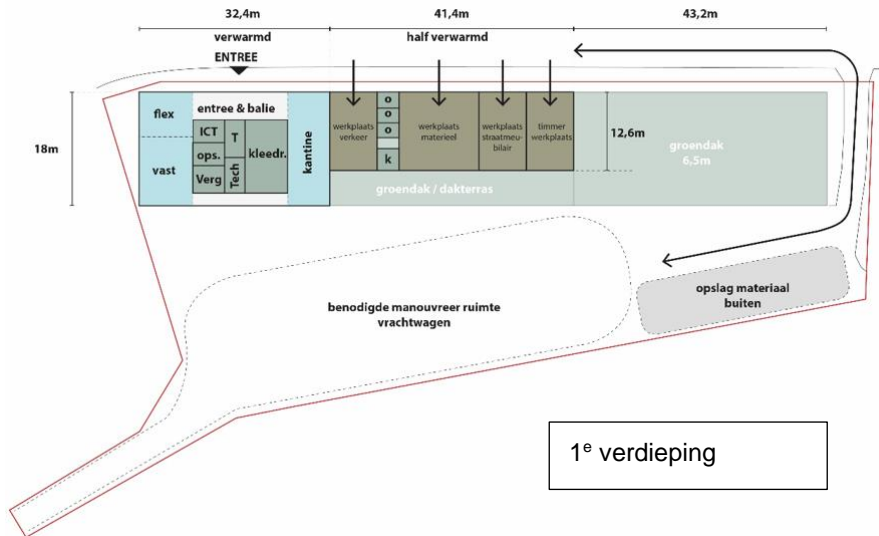 32,4m
41,4m
43,2m
verwarmd
half verwarmd
ENTREE
18m
flex
entree & balie
ICT
T
ops.
kleedr.
vast
Verg
Tech
kantine
werkplaats
verkeer
o
o
o
k
werkplaats
materieel
werkplaats
straatmeu-
bilair
timmer
werkplaats
12,6m
groendak
6,5m
groendak / dakterras
benodigde manouvreer ruimte
vrachtwagen
opslag materiaal
buiten
1e verdieping